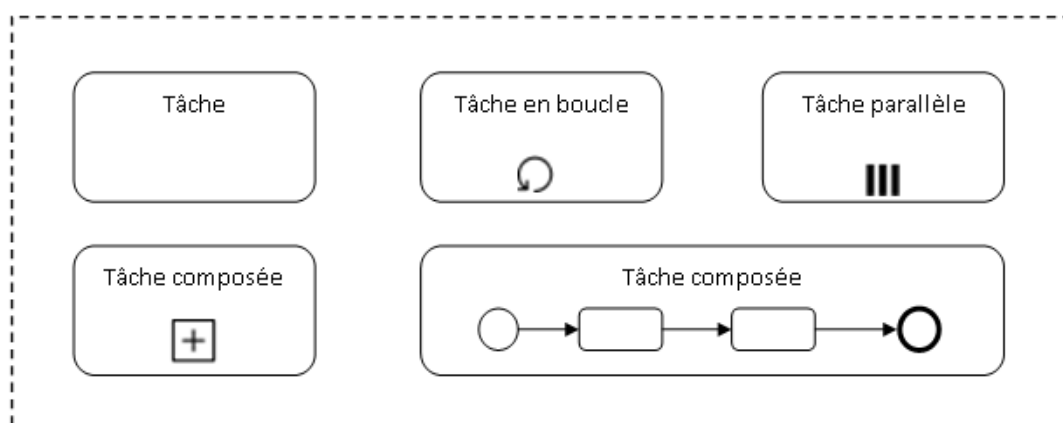 Tâche
Tâche en boucle
Tâche parallèle
Tâche composée
Tâche composée